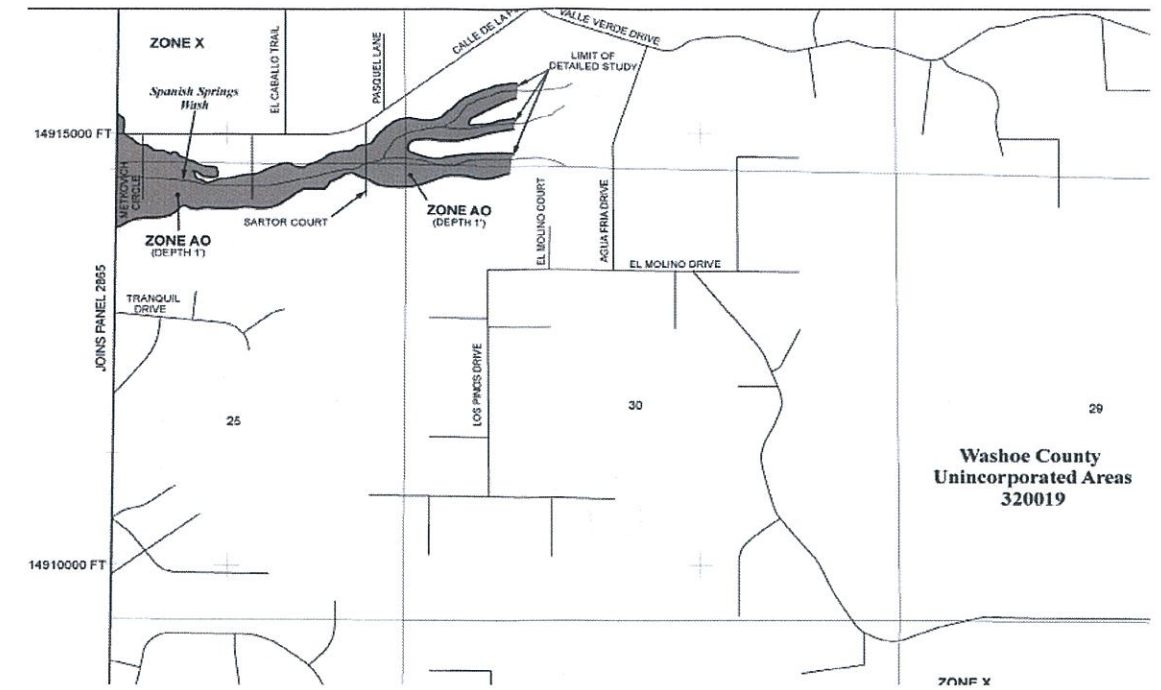 ZONE X
EL CABALLO TRAIL
PASQUEL LANE
CALLE DE LA
VALLE VERDE DRIVE
LIMIT OF
DETAILED STUDY
Spanish Springs
Wash
14915000 FT
METKOVICH
CIRCLE
SARTOR COURT
ZONE AO
(DEPTH 1')
ZONE AO
(DEPTH 1')
EL MOLINO COURT
AGUA FRIA DRIVE
EL MOLINO DRIVE
JOINS PANEL 2865
TRANQUIL
DRIVE
LOS PINOS DRIVE
25
30
29
Washoe County
Unincorporated Areas
320019
14910000 FT
ZONE X